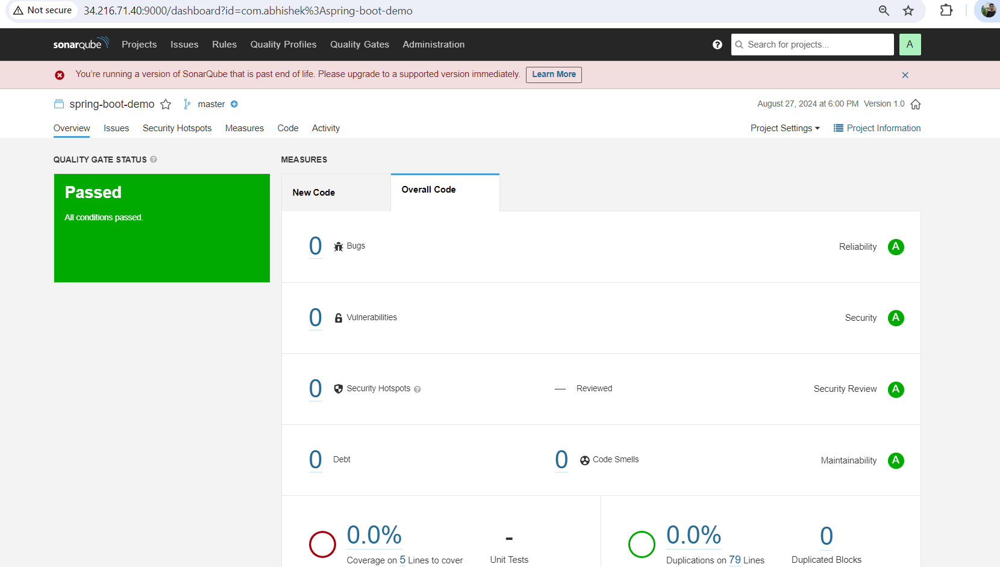 Not secure 34.216.71.40:9000/dashboard?id=com.abhishek%3Aspring-boot-demo
sonarqube Projects Issues Rules Quality Profiles Quality Gates Administration ? Search for projects... A
You're running a version of SonarQube that is past end of life. Please upgrade to a supported version immediately. Learn More
spring-boot-demo master August 27, 2024 at 6:00 PM Version 1.0
Overview Issues Security Hotspots Measures Code Activity Project Settings Project Information
QUALITY GATE STATUS ? MEASURES
Passed
All conditions passed.
New Code Overall Code
0 Bugs Reliability A
0 Vulnerabilities Security A
0 Security Hotspots ? — Reviewed Security Review A
0 Debt 0 Code Smells Maintainability A
0.0% - 0.0% 0
Coverage on 5 Lines to cover Unit Tests Duplications on 79 Lines Duplicated Blocks